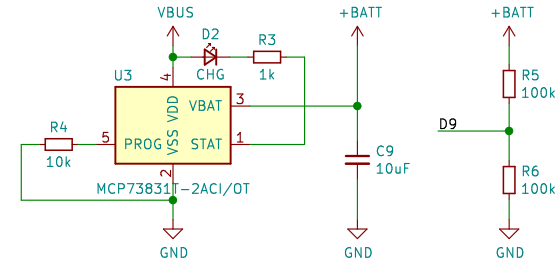 VBUS
+BATT
+BATT
D2
R3
CHG
1k
U3
4
VDD
VBAT
3
R5
100k
R4
10k
5
PROG
VSS
STAT
1
D9
2
C9
10uF
R6
100k
MCP73831T-2ACI/OT
GND
GND
GND